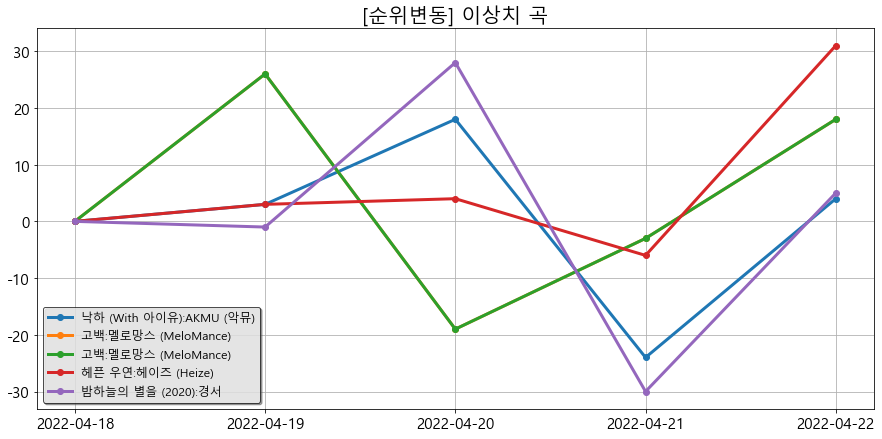 [순위변동] 이상치 곡
30
20
10
0
-10
-20
-30
낙하 (With 아이유):AKMU (악뮤)
고백:멜로망스 (MeloMance)
고백:멜로망스 (MeloMance)
헤픈 우연:헤이즈 (Heize)
밤하늘의 별을 (2020):경서
2022-04-18
2022-04-19
2022-04-20
2022-04-21
2022-04-22